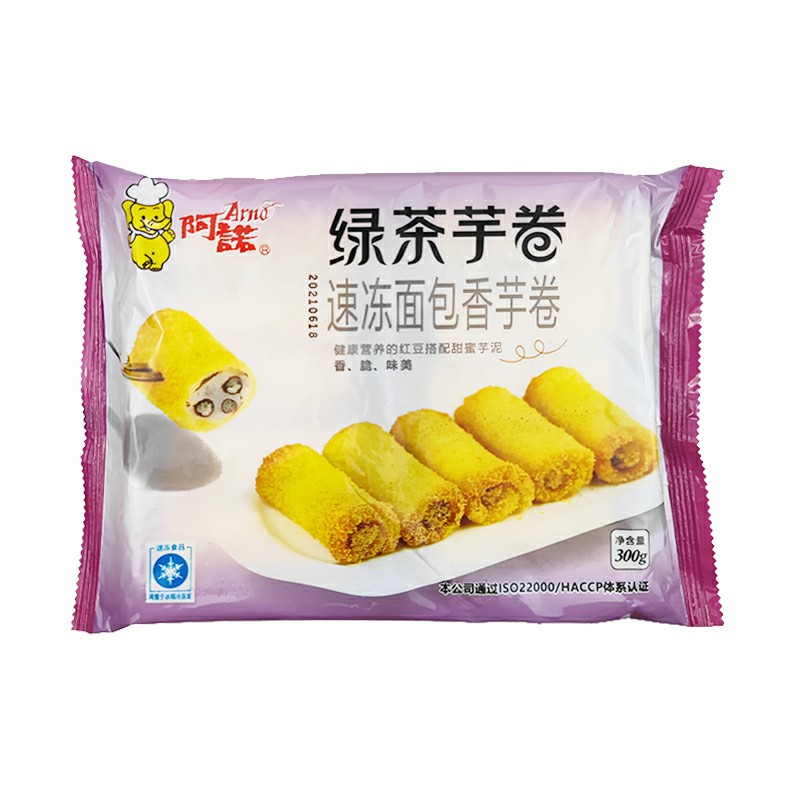 Arnō
阿諾
®
绿茶芋卷
速冻面包香芋卷
20210618
健康营养的红豆搭配甜蜜芋泥
香、脆、味美
速冻食品
净含量
300g
本公司通过ISO22000/HACCP体系认证